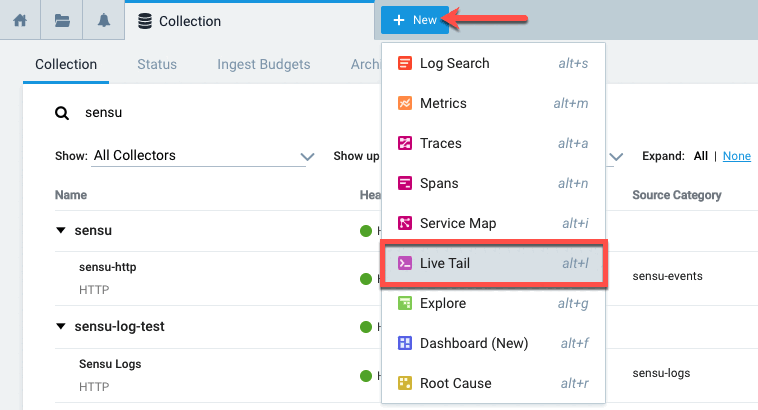 Collection
New
Collection Status Ingest Budgets Arch
Log Search alt+s
Metrics alt+m
sensu
Traces alt+a
Show: All Collectors Show up Expand: All | None
Spans alt+n
Name Hea Source Category
Service Map alt+i
sensu H
Live Tail alt+l
sensu-http H sensu-events
HTTP
Explore alt+g
sensu-log-test H
Dashboard (New) alt+f
Sensu Logs H sensu-logs
HTTP
Root Cause alt+r